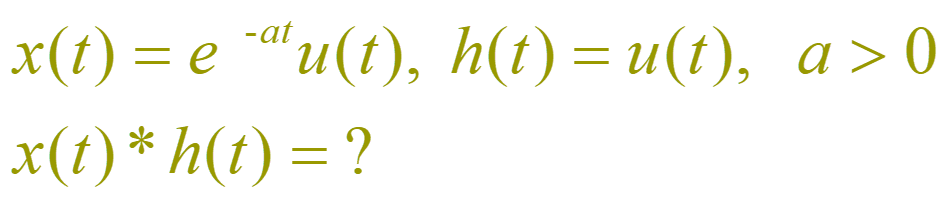 x(t) = e^{-at}u(t), h(t) = u(t), a > 0
x(t) * h(t) = ?